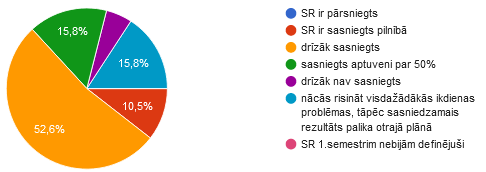 15,8%
15,8%
10,5%
52,6%
SR ir pārsniegts
SR ir sasniegts pilnībā
drīzāk sasniegts
sasniegts aptuveni par 50%
drīzāk nav sasniegts
nācās risināt visdažādākās ikdienas
problēmas, tāpēc sasniedzamais
rezultāts palika otrajā plānā
SR 1.semestrim nebijām definējuši